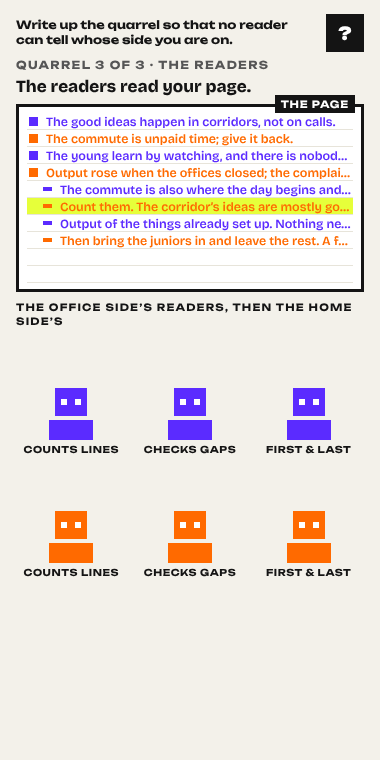 Write up the quarrel so that no reader
can tell whose side you are on.
?
QUARREL 3 OF 3 · THE READERS
The readers read your page.
THE PAGE
The good ideas happen in corridors, not on calls.
The commute is unpaid time; give it back.
The young learn by watching, and there is nobod…
Output rose when the offices closed; the complai…
The commute is also where the day begins and…
Count them. The corridor's ideas are mostly go…
Output of the things already set up. Nothing ne…
Then bring the juniors in and leave the rest. A f…
THE OFFICE SIDE'S READERS, THEN THE HOME
SIDE'S
COUNTS LINES
CHECKS GAPS
FIRST & LAST
COUNTS LINES
CHECKS GAPS
FIRST & LAST